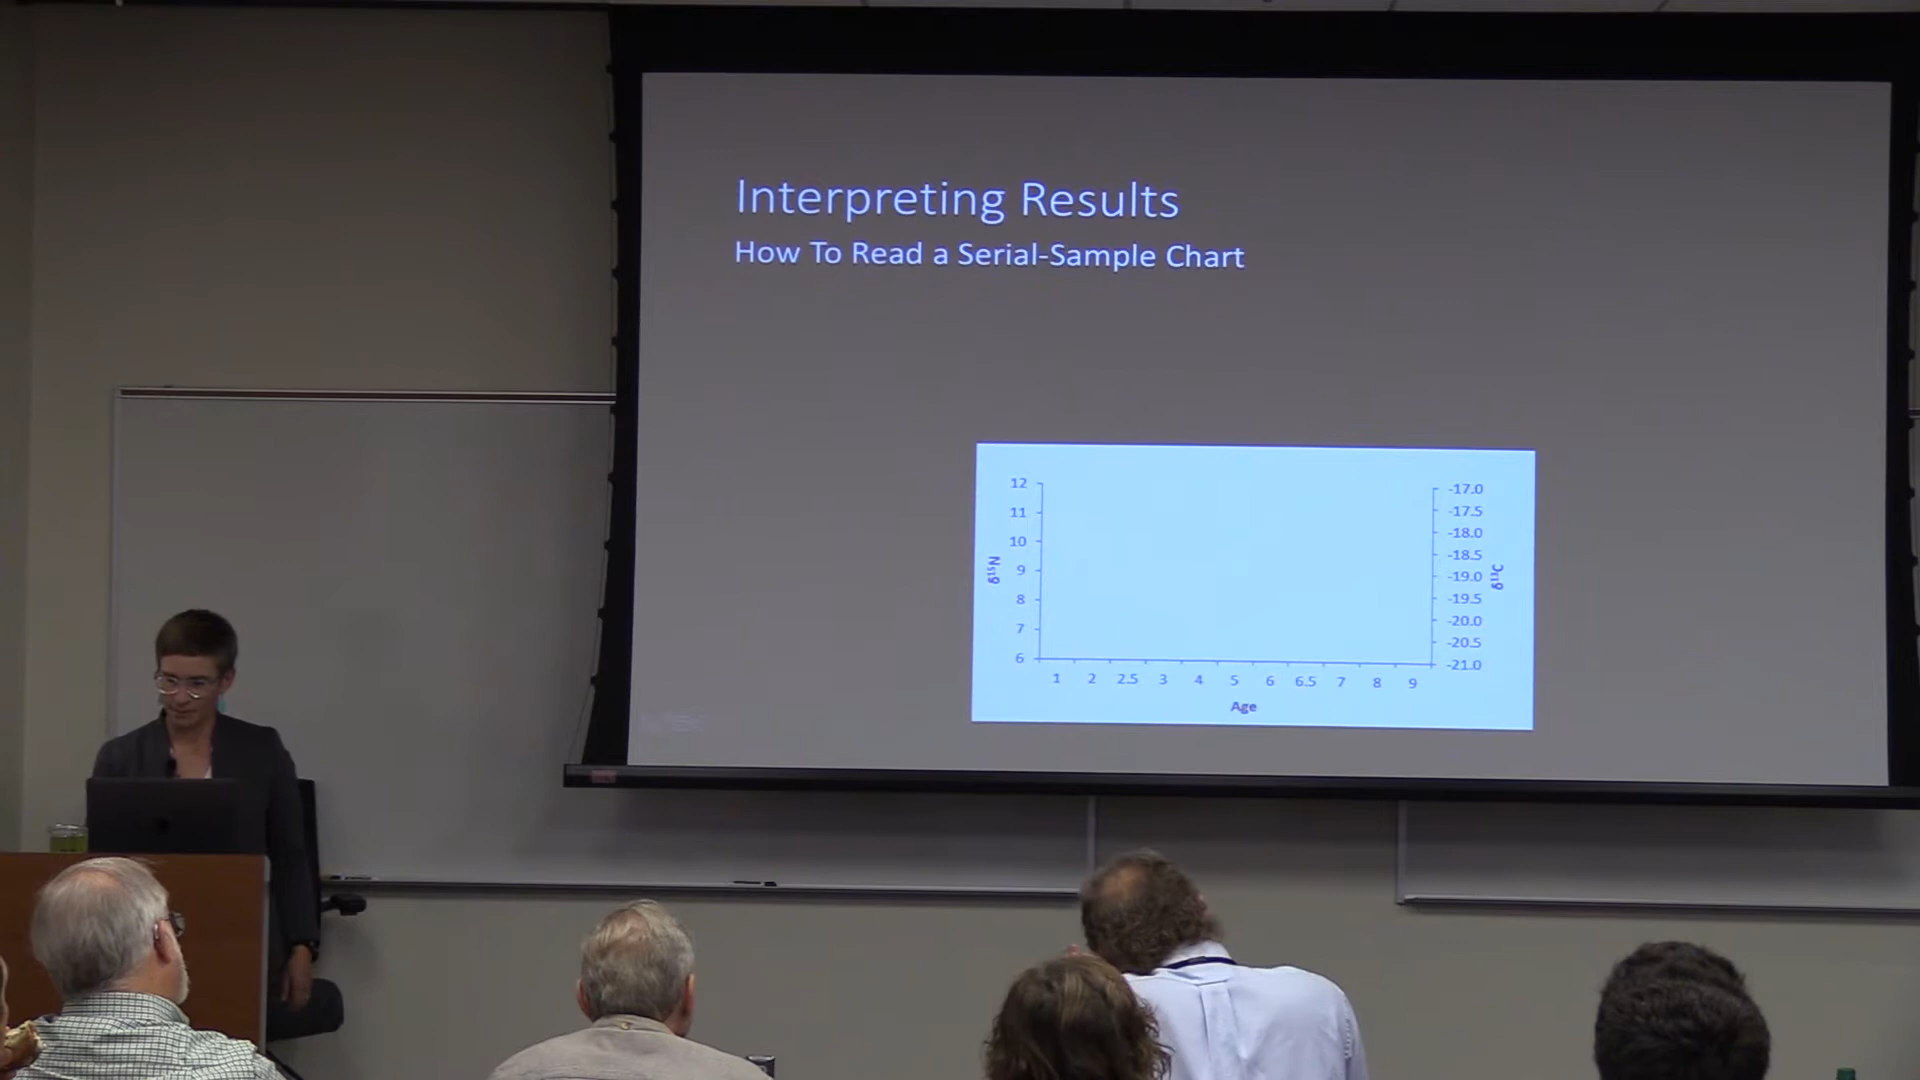 Interpreting Results
How To Read a Serial-Sample Chart
12
11
10
9
8
7
6
δ¹⁵N
-17.0
-17.5
-18.0
-18.5
-19.0
-19.5
-20.0
-20.5
-21.0
δ¹³C
1 2 2.5 3 4 5 6 6.5 7 8 9
Age